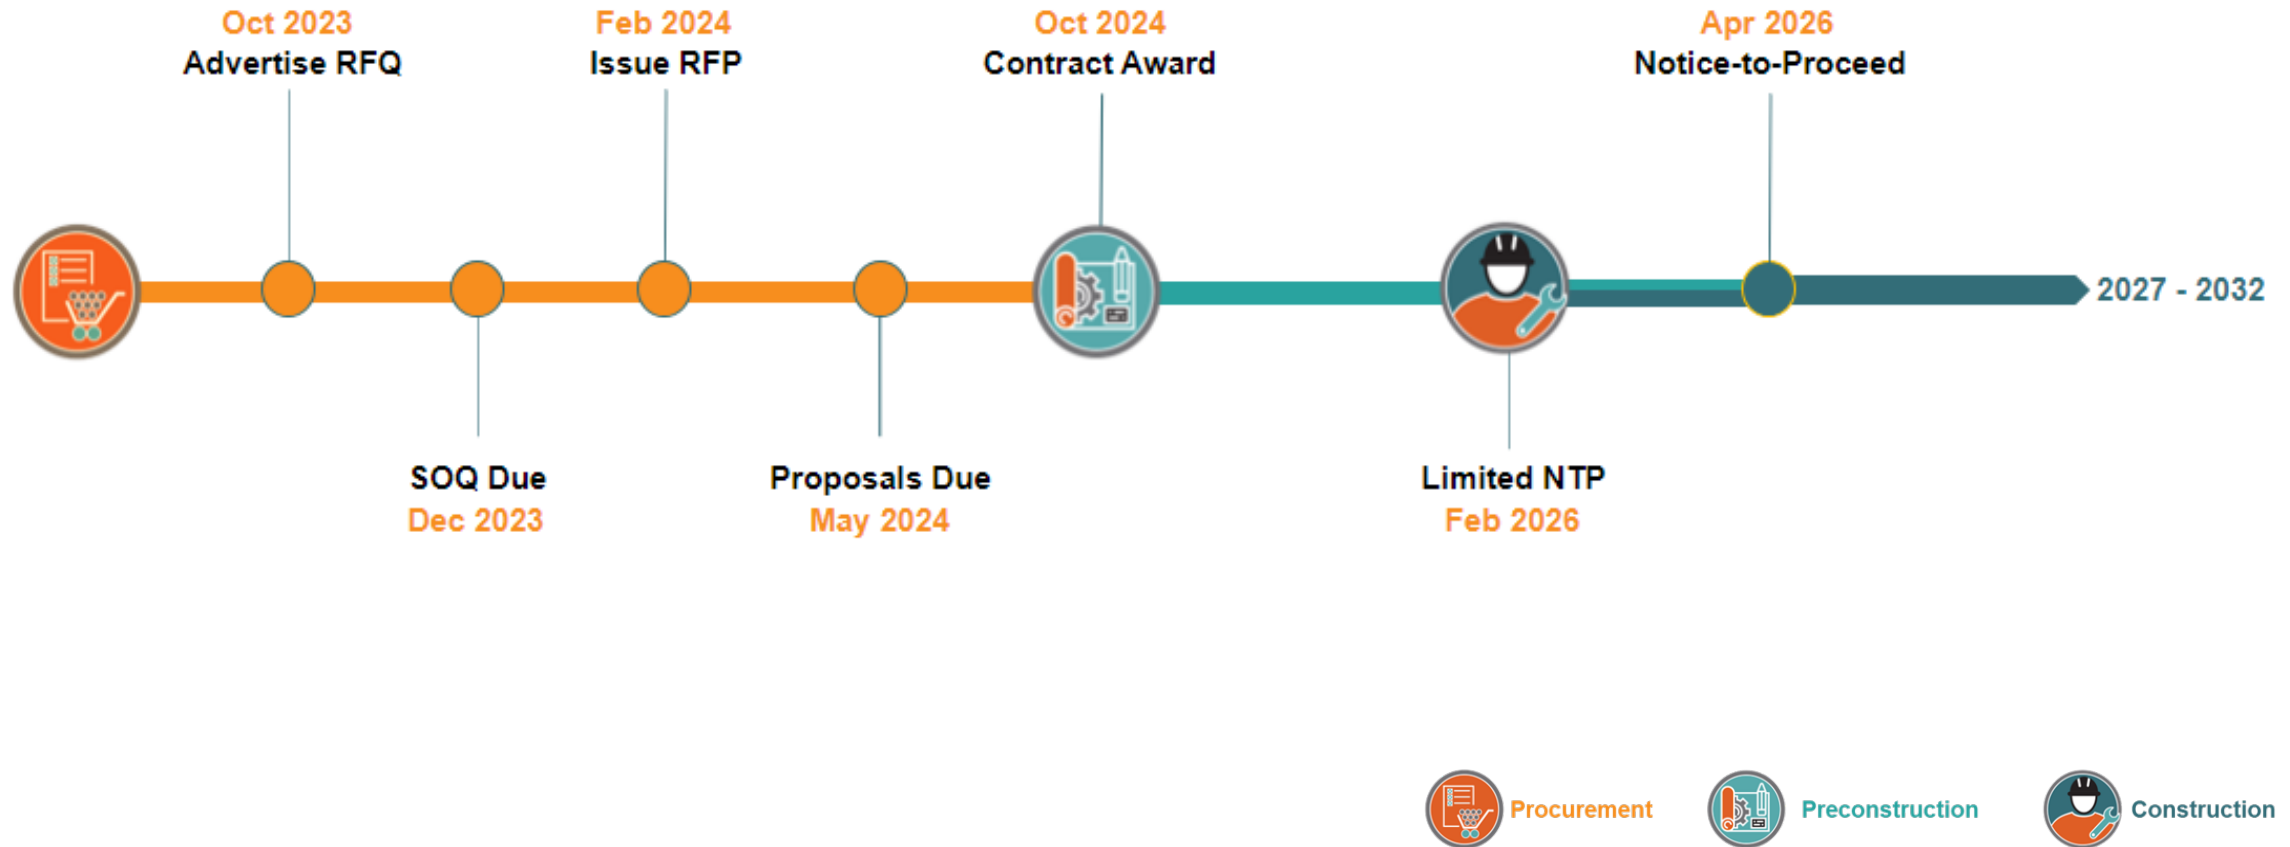 Oct 2023
Advertise RFQ
Feb 2024
Issue RFP
Oct 2024
Contract Award
Apr 2026
Notice-to-Proceed
2027 - 2032
SOQ Due
Dec 2023
Proposals Due
May 2024
Limited NTP
Feb 2026
Procurement
Preconstruction
Construction